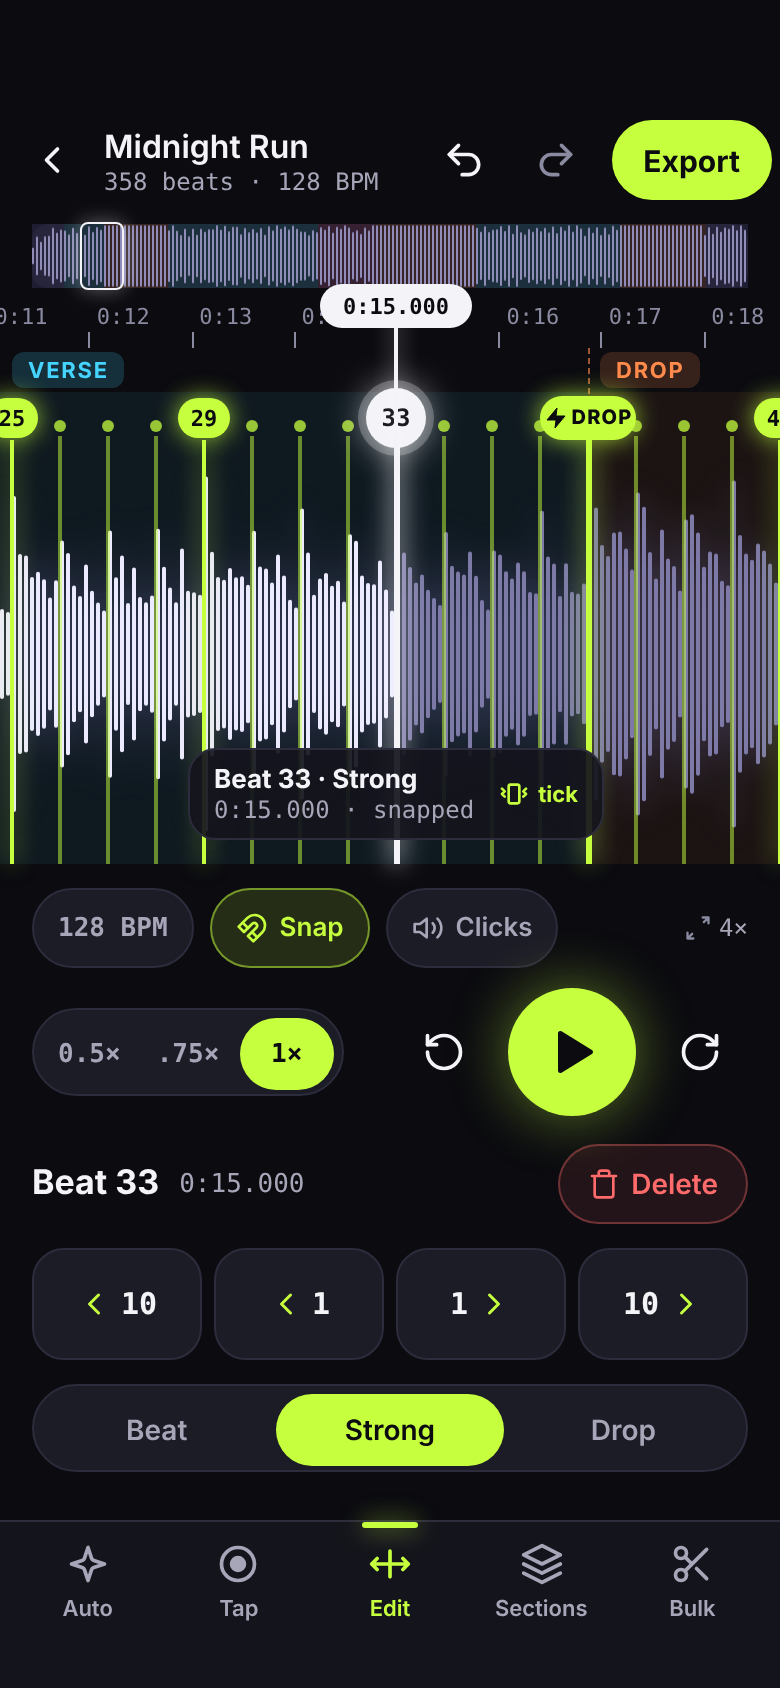 Midnight Run
358 beats · 128 BPM
Export
0:11 0:12 0:13 0: 0:15.000 0:16 0:17 0:18
VERSE DROP
25 29 33 DROP 4
Beat 33 · Strong
0:15.000 · snapped
tick
128 BPM Snap Clicks 4×
0.5× .75× 1×
Beat 33 0:15.000 Delete
10 1 1 10
Beat Strong Drop
Auto Tap Edit Sections Bulk